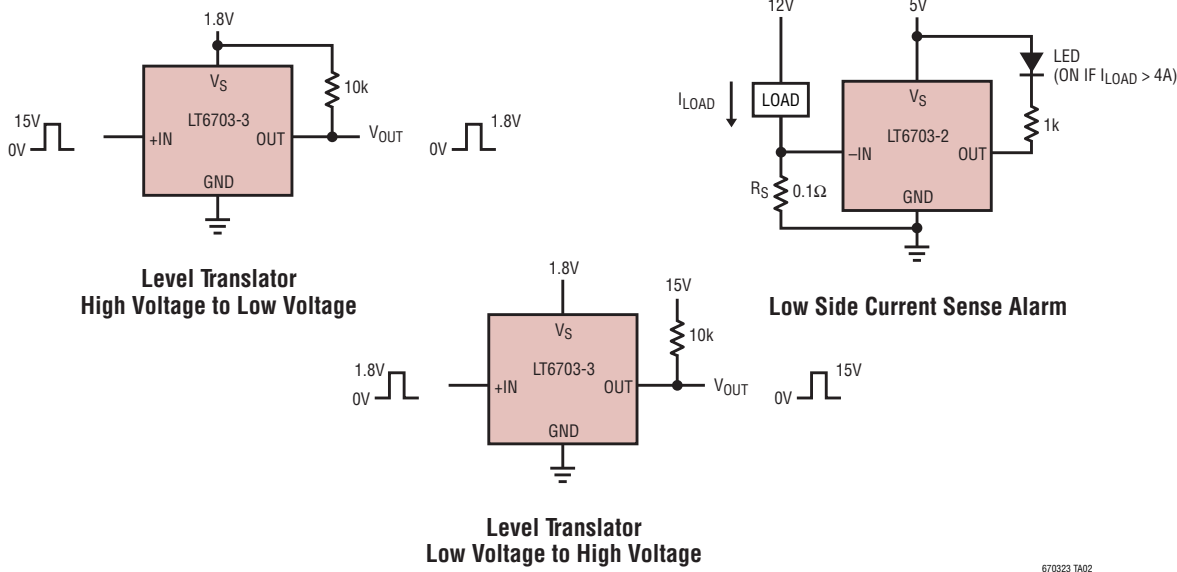 1.8V
VS
10k
15V
0V
+IN
LT6703-3
OUT
VOUT
0V
1.8V
GND
Level Translator
High Voltage to Low Voltage
12V
5V
LED
(ON IF ILOAD > 4A)
ILOAD
LOAD
VS
1k
LT6703-2
–IN
OUT
RS
0.1Ω
GND
Low Side Current Sense Alarm
1.8V
15V
VS
10k
1.8V
0V
+IN
LT6703-3
OUT
VOUT
0V
15V
GND
Level Translator
Low Voltage to High Voltage
670323 TA02